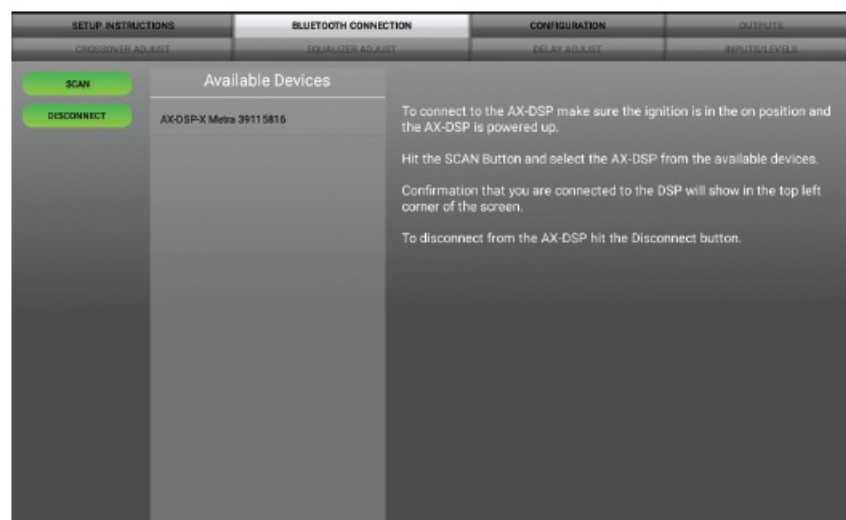 SETUP INSTRUCTIONS
BLUETOOTH CONNECTION
CONFIGURATION
OUTPUTS
CROSSOVER ADJUST
EQUALIZER ADJUST
DELAY ADJUST
INPUTS/LEVELS
SCAN
DISCONNECT
Available Devices
AX-DSP-X Metra 39115816
To connect to the AX-DSP make sure the ignition is in the on position and
the AX-DSP is powered up.
Hit the SCAN Button and select the AX-DSP from the available devices.
Confirmation that you are connected to the DSP will show in the top left
corner of the screen.
To disconnect from the AX-DSP hit the Disconnect button.